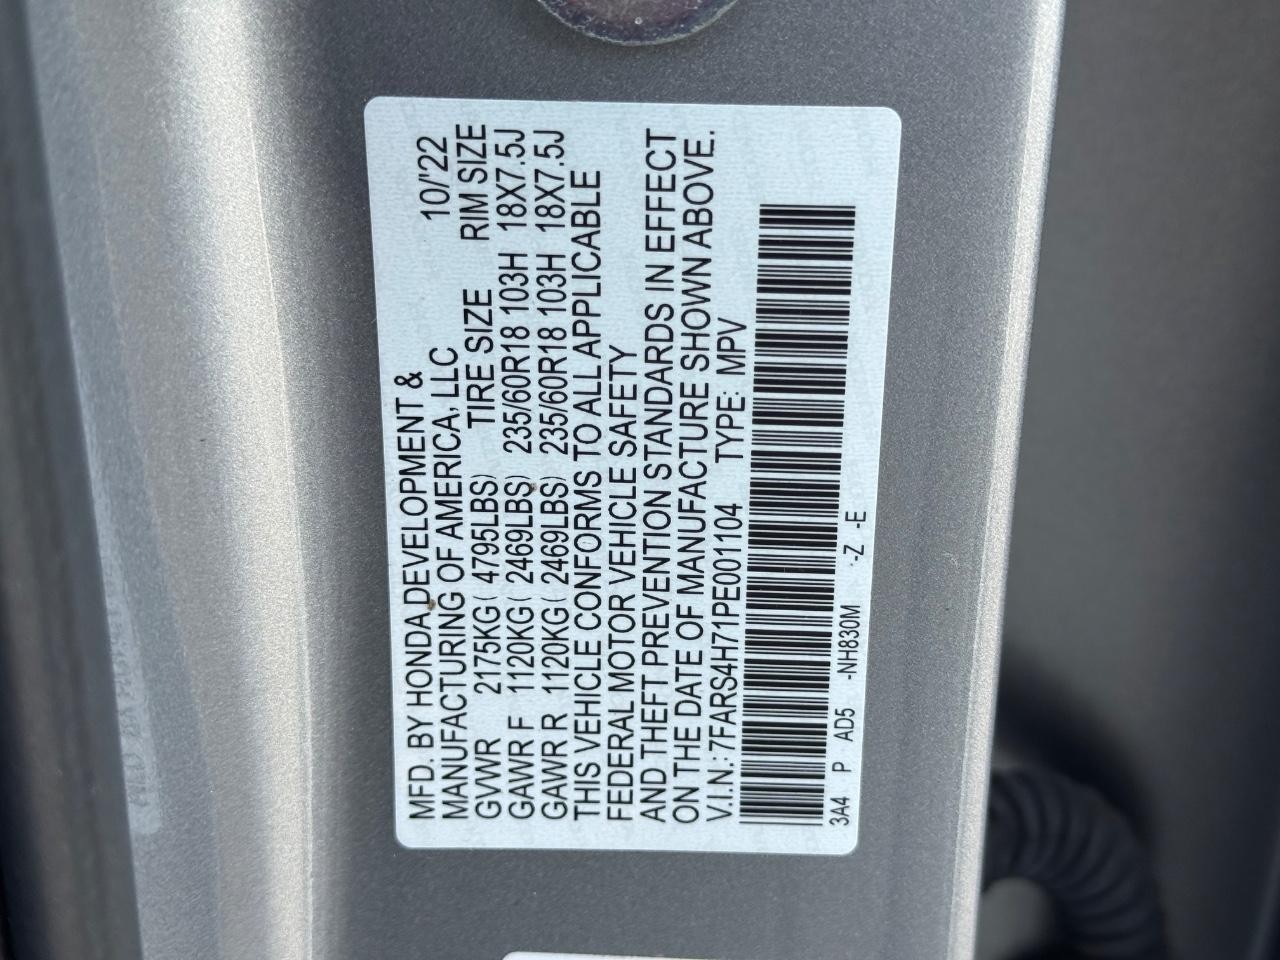 MFD. BY HONDA DEVELOPMENT & 10/'22
MANUFACTURING OF AMERICA, LLC
GVWR 2175KG( 4795LBS) TIRE SIZE RIM SIZE
GAWR F 1120KG( 2469LBS) 235/60R18 103H 18X7.5J
GAWR R 1120KG( 2469LBS) 235/60R18 103H 18X7.5J
THIS VEHICLE CONFORMS TO ALL APPLICABLE
FEDERAL MOTOR VEHICLE SAFETY
AND THEFT PREVENTION STANDARDS IN EFFECT
ON THE DATE OF MANUFACTURE SHOWN ABOVE.
V.I.N.: 7FARS4H71PE001104 TYPE: MPV
3A4 P AD5 -NH830M -Z -E